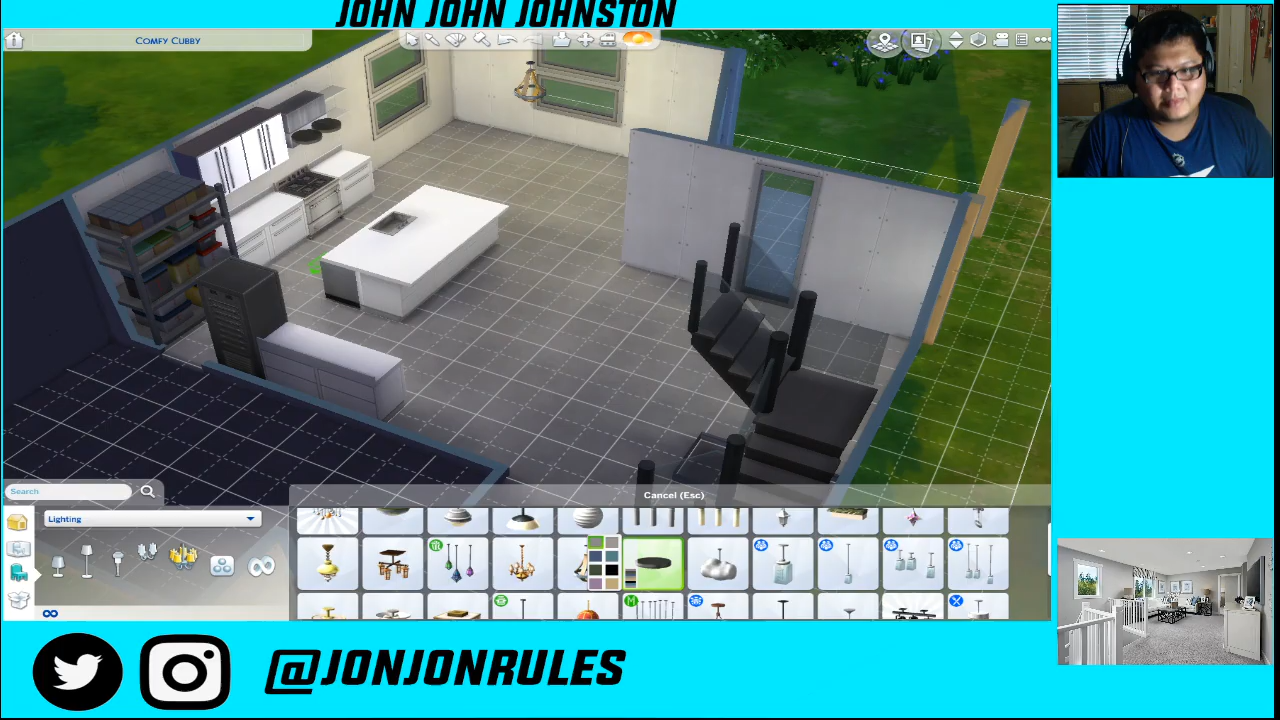 JOHN JOHN JOHNSTON
COMFY CUBBY
Search
Cancel (Esc)
Lighting
@JONJONRULES